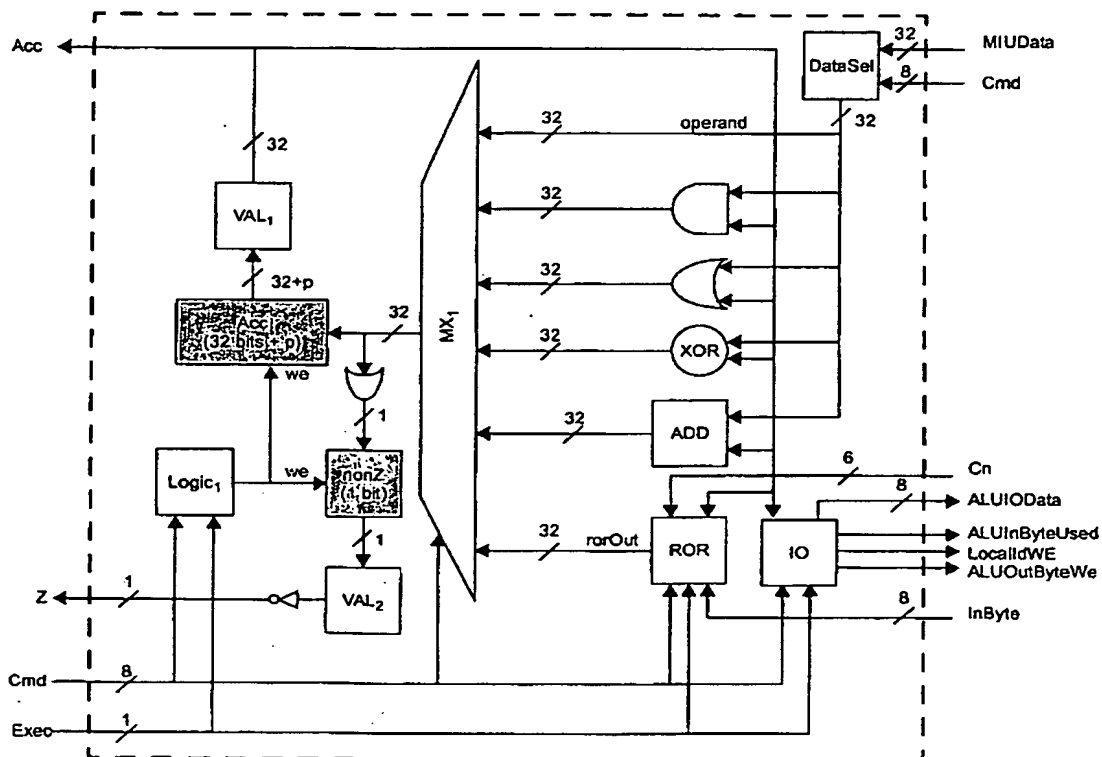 Acc
32
MIUData
8
Cmd
DataSel
32
32
operand
32
VAL1
32
32+p
32
Acc
(32 bits + p)
32
MX1
32
XOR
we
1
32
ADD
Logic1
we
nonZ
(1 bit)
6
Cn
8
ALUIOData
1
32
rorOut
ROR
IO
ALUInByteUsed
LocalIdWE
ALUOutByteWe
Z
1
VAL2
8
InByte
Cmd
8
Exec
1